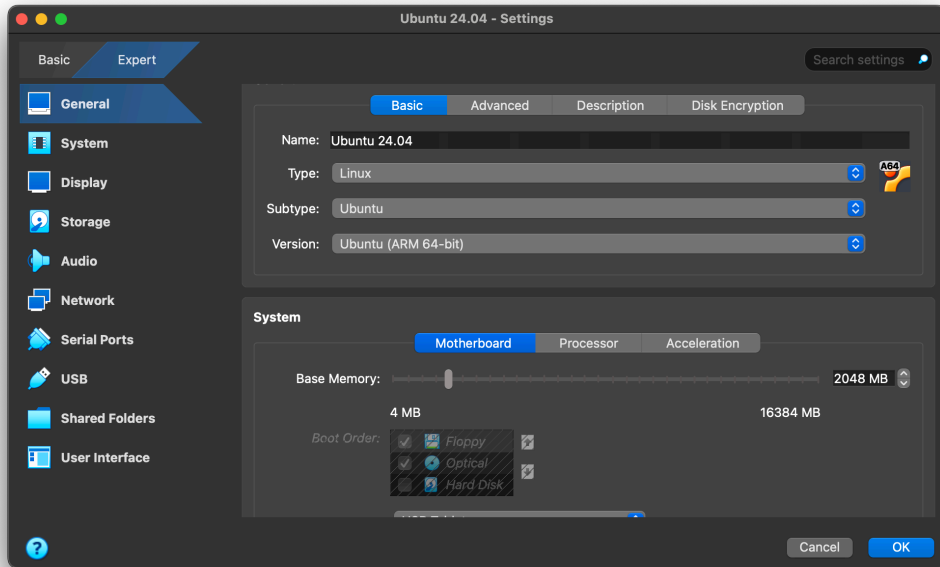 Ubuntu 24.04 - Settings
Basic Expert Search settings
General
System
Display
Storage
Audio
Network
Serial Ports
USB
Shared Folders
User Interface
Basic Advanced Description Disk Encryption
Name: Ubuntu 24.04
Type: Linux
A64
Subtype: Ubuntu
Version: Ubuntu (ARM 64-bit)
System
Motherboard Processor Acceleration
Base Memory: 2048 MB
4 MB 16384 MB
Boot Order: Floppy
Optical
Hard Disk
?
Cancel OK